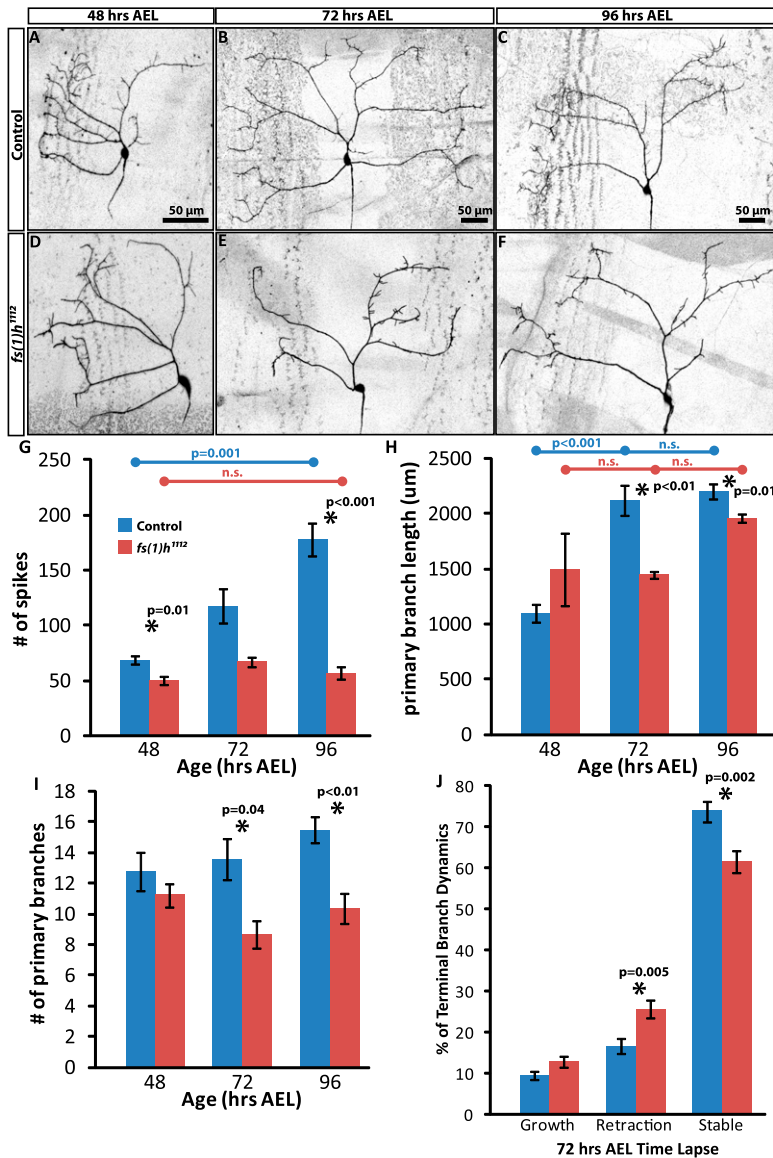 48 hrs AEL
72 hrs AEL
96 hrs AEL
Control
A
B
C
50 µm
50 µm
50 µm
fs(1)h¹¹¹²
D
E
F
G
p=0.001
n.s.
250
200
150
100
50
0
# of spikes
Control
fs(1)h¹¹¹²
p=0.01
*
p<0.001
*
48
72
96
Age (hrs AEL)
H
p<0.001
n.s.
n.s.
n.s.
2500
2000
1500
1000
500
0
primary branch length (um)
* p<0.01
*
p=0.01
48
72
96
Age (hrs AEL)
I
18
16
14
12
10
8
6
4
2
0
# of primary branches
p=0.04
*
p<0.01
*
48
72
96
Age (hrs AEL)
J
80
70
60
50
40
30
20
10
0
% of Terminal Branch Dynamics
p=0.005
*
p=0.002
*
Growth
Retraction
Stable
72 hrs AEL Time Lapse